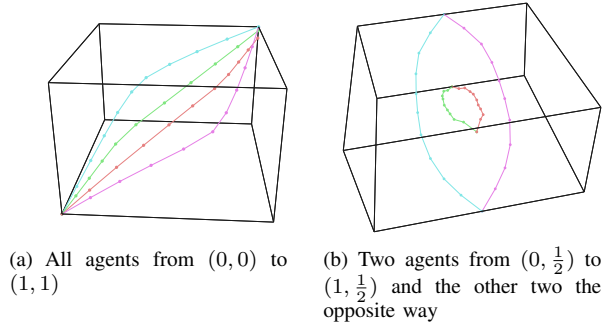 (a) All agents from (0, 0) to
(1, 1)
(b) Two agents from (0, 1/2) to
(1, 1/2) and the other two the
opposite way